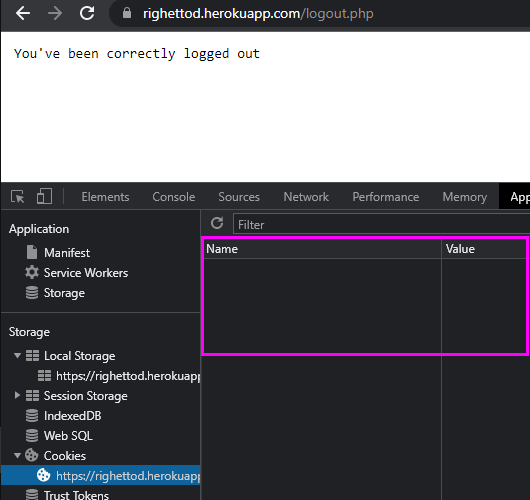 righettod.herokuapp.com/logout.php
You've been correctly logged out
Elements Console Sources Network Performance Memory App
Application
Manifest
Service Workers
Storage
Filter
Name Value
Storage
Local Storage
https://righettod.herokuapp
Session Storage
IndexedDB
Web SQL
Cookies
https://righettod.herokuapp
Trust Tokens